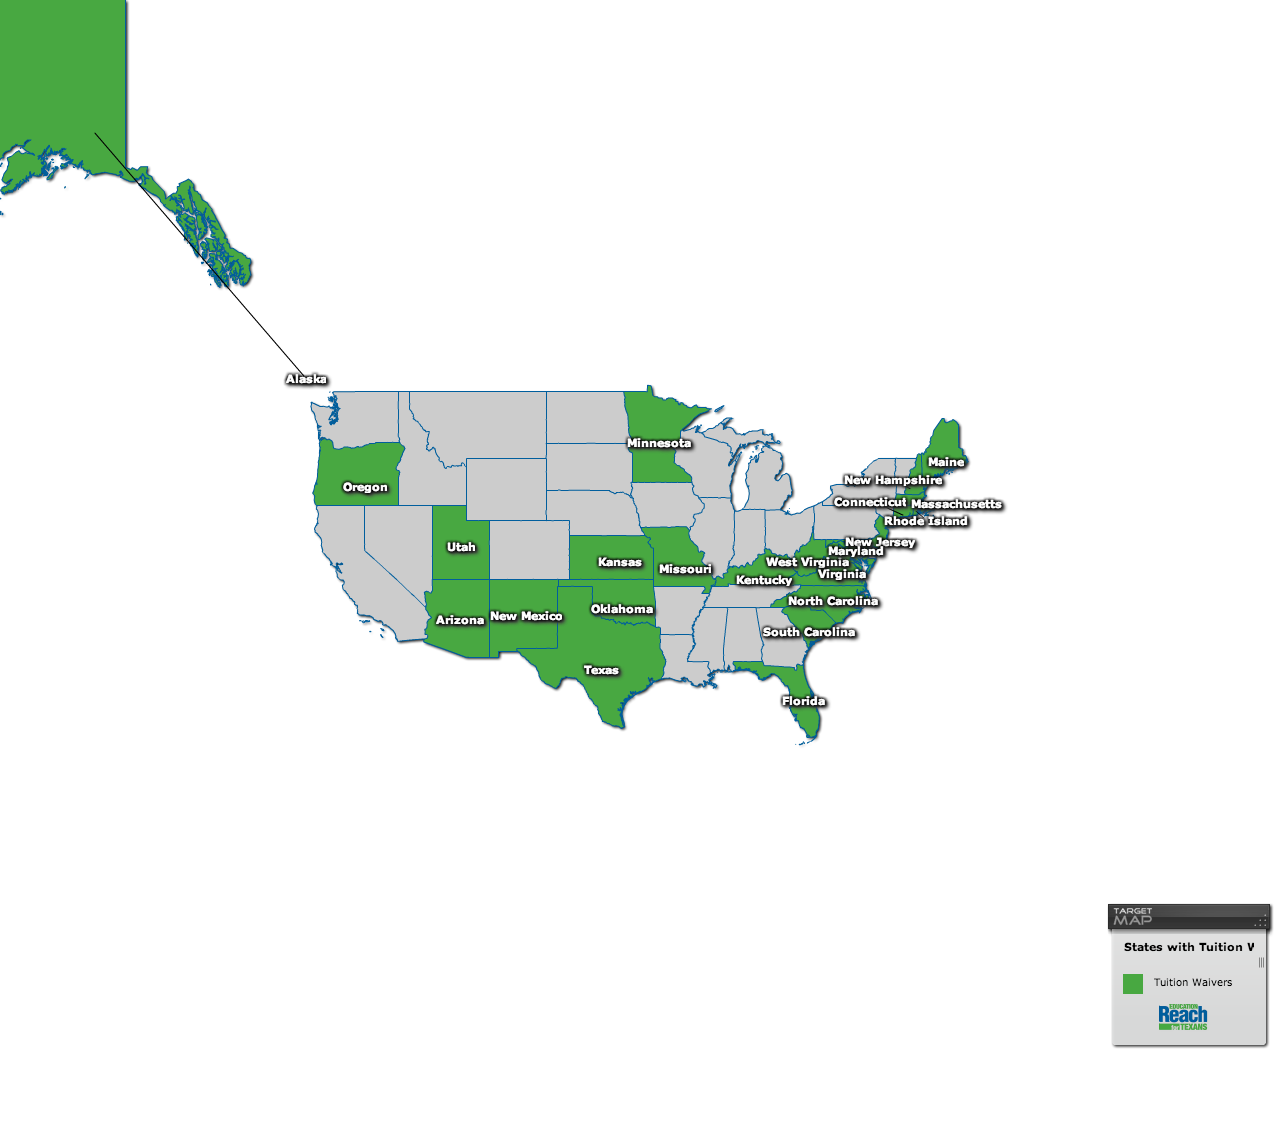 Alaska
Minnesota
Maine
New Hampshire
Oregon
Connecticut
Massachusetts
Rhode Island
New Jersey
Utah
Maryland
Kansas
West Virginia
Missouri
Virginia
Kentucky
North Carolina
Oklahoma
New Mexico
Arizona
South Carolina
Texas
Florida
TARGET
MAP
States with Tuition W
Tuition Waivers
EDUCATION
Reach
TEXANS